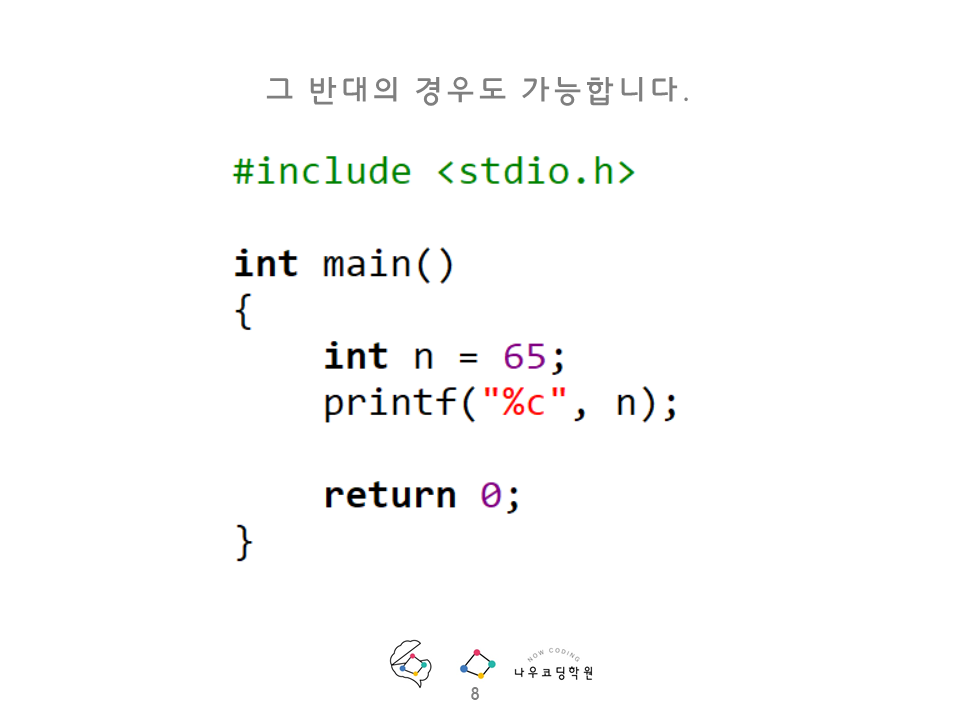 그 반대의 경우도 가능합니다.
#include <stdio.h>
int main()
{
    int n = 65;
    printf("%c", n);
    return 0;
}
NOW CODING
나우코딩학원
8